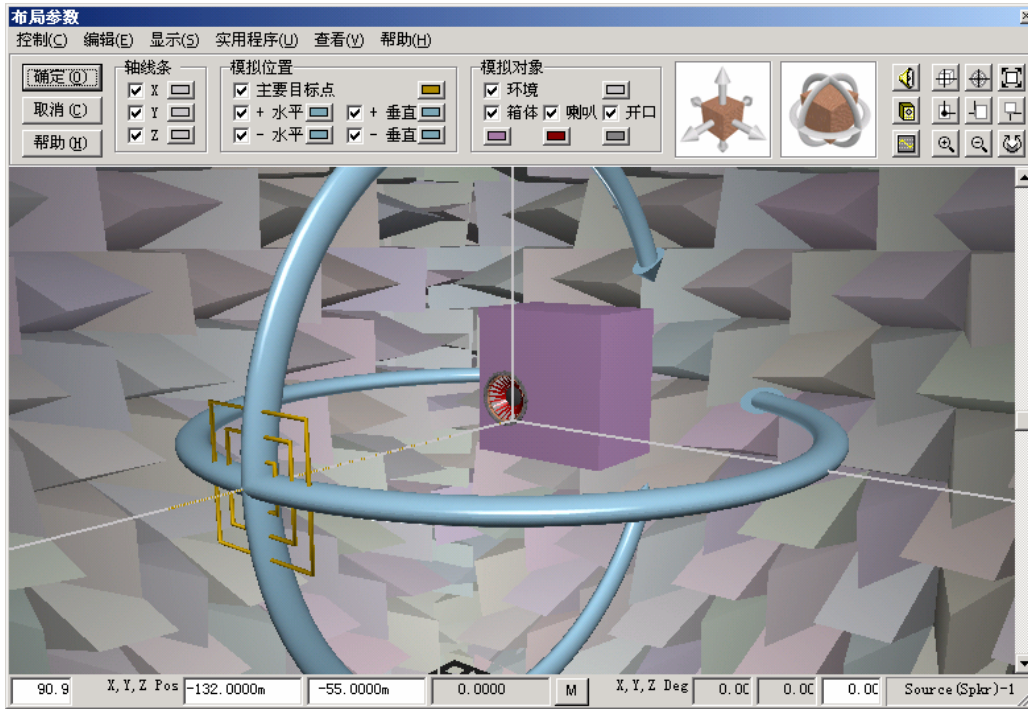 布局参数
控制(C) 编辑(E) 显示(S) 实用程序(U) 查看(V) 帮助(H)
确定(O)
取消(C)
帮助(H)
轴线条
X
Y
Z
模拟位置
主要目标点
+ 水平 + 垂直
- 水平 - 垂直
模拟对象
环境
箱体 喇叭 开口
90.9 X,Y,Z Pos -132.0000m -55.0000m 0.0000 M X,Y,Z Deg 0.00 0.00 0.00 Source(Spkr)-1